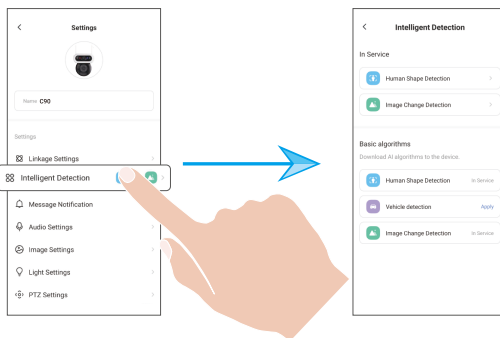 Settings
Name C90
Settings
Linkage Settings
Intelligent Detection
Message Notification
Audio Settings
Image Settings
Light Settings
PTZ Settings
Intelligent Detection
In Service
Human Shape Detection
Image Change Detection
Basic algorithms
Download AI algorithms to the device.
Human Shape Detection In Service
Vehicle detection Apply
Image Change Detection In Service